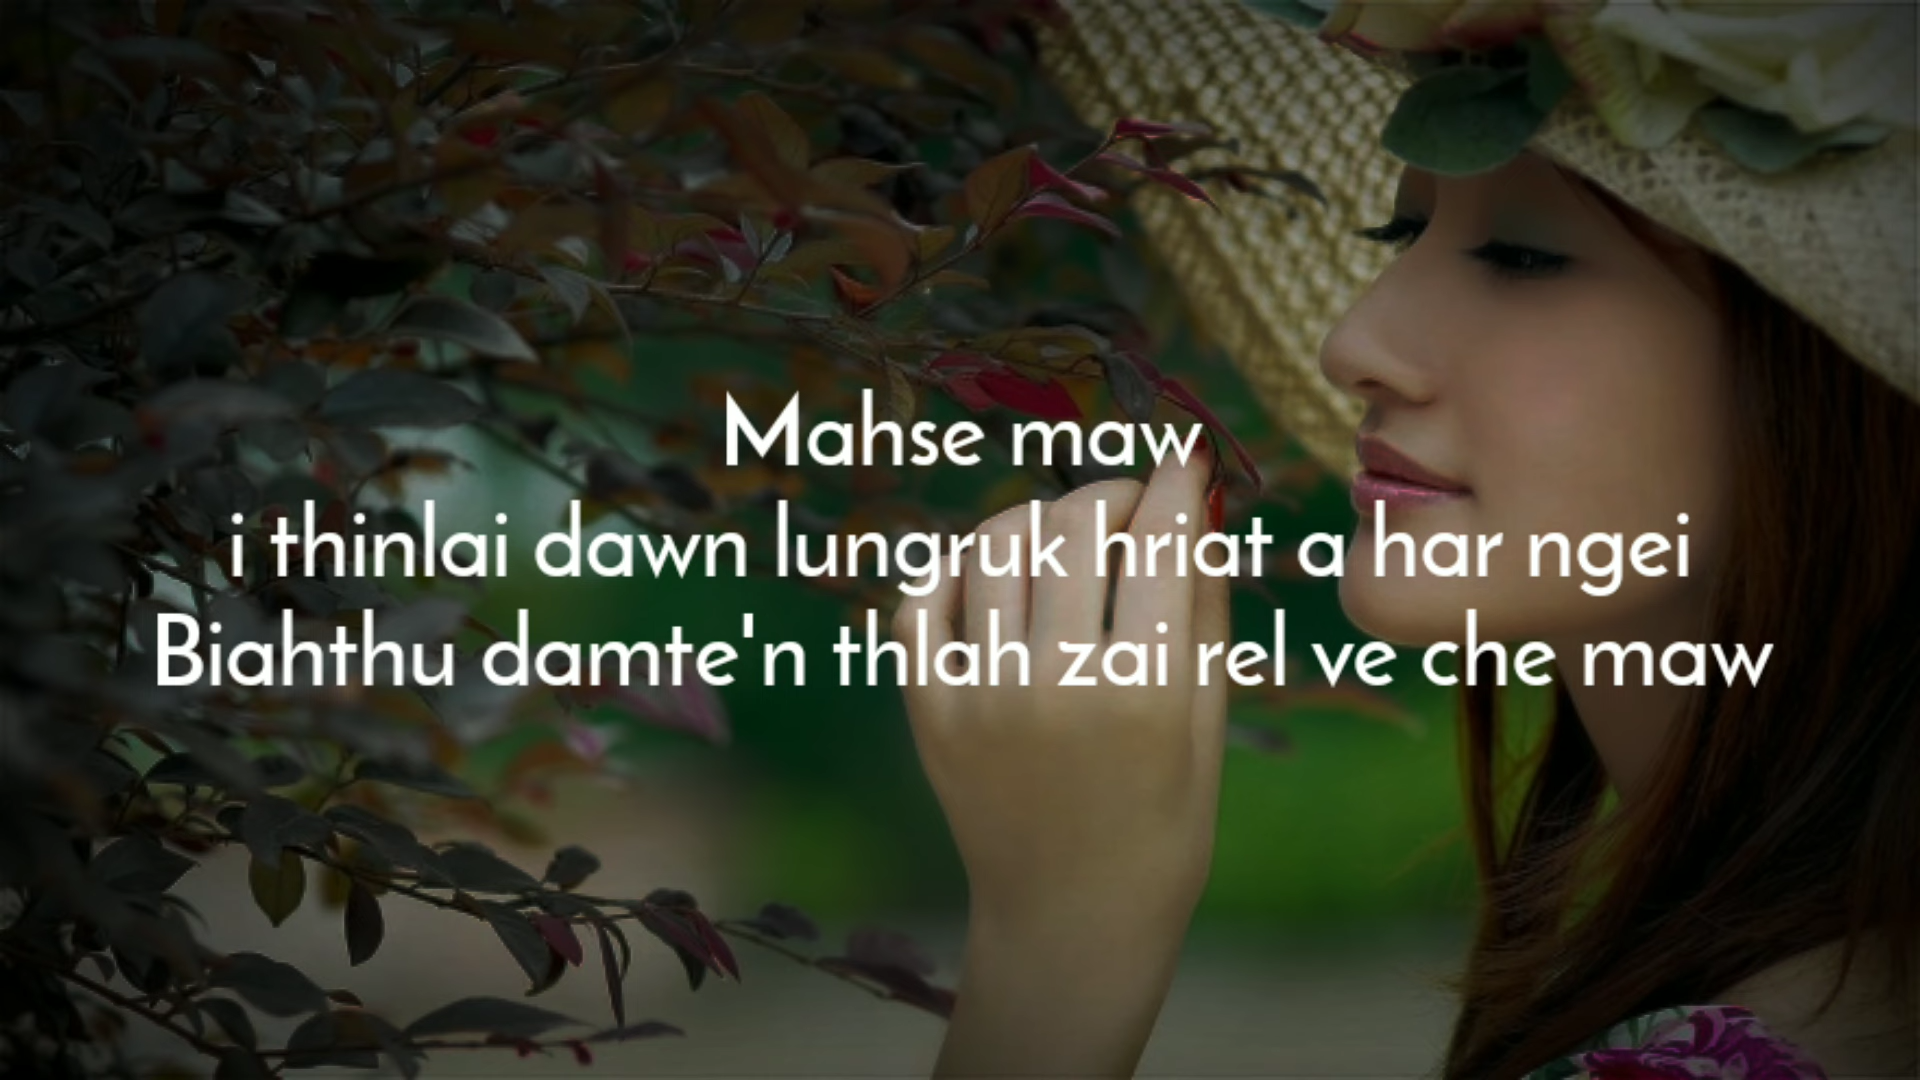 Mahse maw
i thinlai dawn lungruk hriat a har ngei
Biahthu damte'n thlah zai rel ve che maw